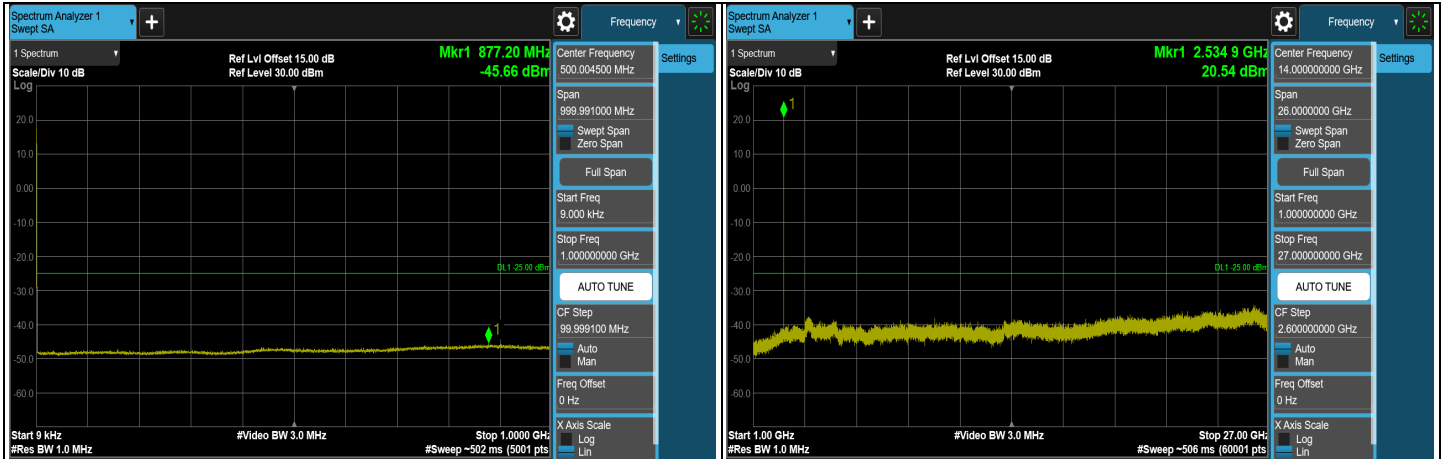 Spectrum Analyzer 1
Swept SA
+
Frequency
1 Spectrum
Scale/Div 10 dB
Log
Ref Lvl Offset 15.00 dB
Ref Level 30.00 dBm
Mkr1 877.20 MHz
-45.66 dBm
20.0
10.0
0.00
-10.0
-20.0
-30.0
-40.0
-50.0
-60.0
DL1 -25.00 dBm
1
Start 9 kHz
#Res BW 1.0 MHz
#Video BW 3.0 MHz
Stop 1.0000 GHz
#Sweep ~502 ms (5001 pts
Center Frequency
500.004500 MHz
Span
999.991000 MHz
Swept Span
Zero Span
Full Span
Start Freq
9.000 kHz
Stop Freq
1.000000000 GHz
AUTO TUNE
CF Step
99.999100 MHz
Auto
Man
Freq Offset
0 Hz
X Axis Scale
Log
Lin
Settings
Spectrum Analyzer 1
Swept SA
+
Frequency
1 Spectrum
Scale/Div 10 dB
Log
Ref Lvl Offset 15.00 dB
Ref Level 30.00 dBm
Mkr1 2.534 9 GHz
20.54 dBm
1
20.0
10.0
0.00
-10.0
-20.0
-30.0
-40.0
-50.0
-60.0
DL1 -25.00 dBm
Start 1.00 GHz
#Res BW 1.0 MHz
#Video BW 3.0 MHz
Stop 27.00 GHz
#Sweep ~506 ms (60001 pts
Center Frequency
14.000000000 GHz
Span
26.0000000 GHz
Swept Span
Zero Span
Full Span
Start Freq
1.000000000 GHz
Stop Freq
27.000000000 GHz
AUTO TUNE
CF Step
2.600000000 GHz
Auto
Man
Freq Offset
0 Hz
X Axis Scale
Log
Lin
Settings